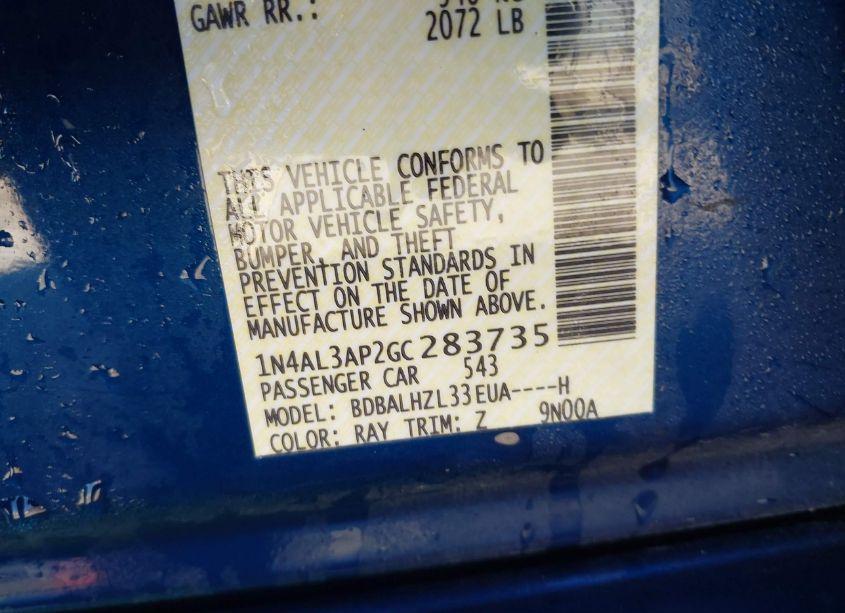 GAWR RR.:
2072 LB
THIS VEHICLE CONFORMS TO
ALL APPLICABLE FEDERAL
MOTOR VEHICLE SAFETY,
BUMPER, AND THEFT
PREVENTION STANDARDS IN
EFFECT ON THE DATE OF
MANUFACTURE SHOWN ABOVE.
1N4AL3AP2GC283735
PASSENGER CAR 543
MODEL: BDBALHZL33EUA----H
COLOR: RAY TRIM: Z 9N00A